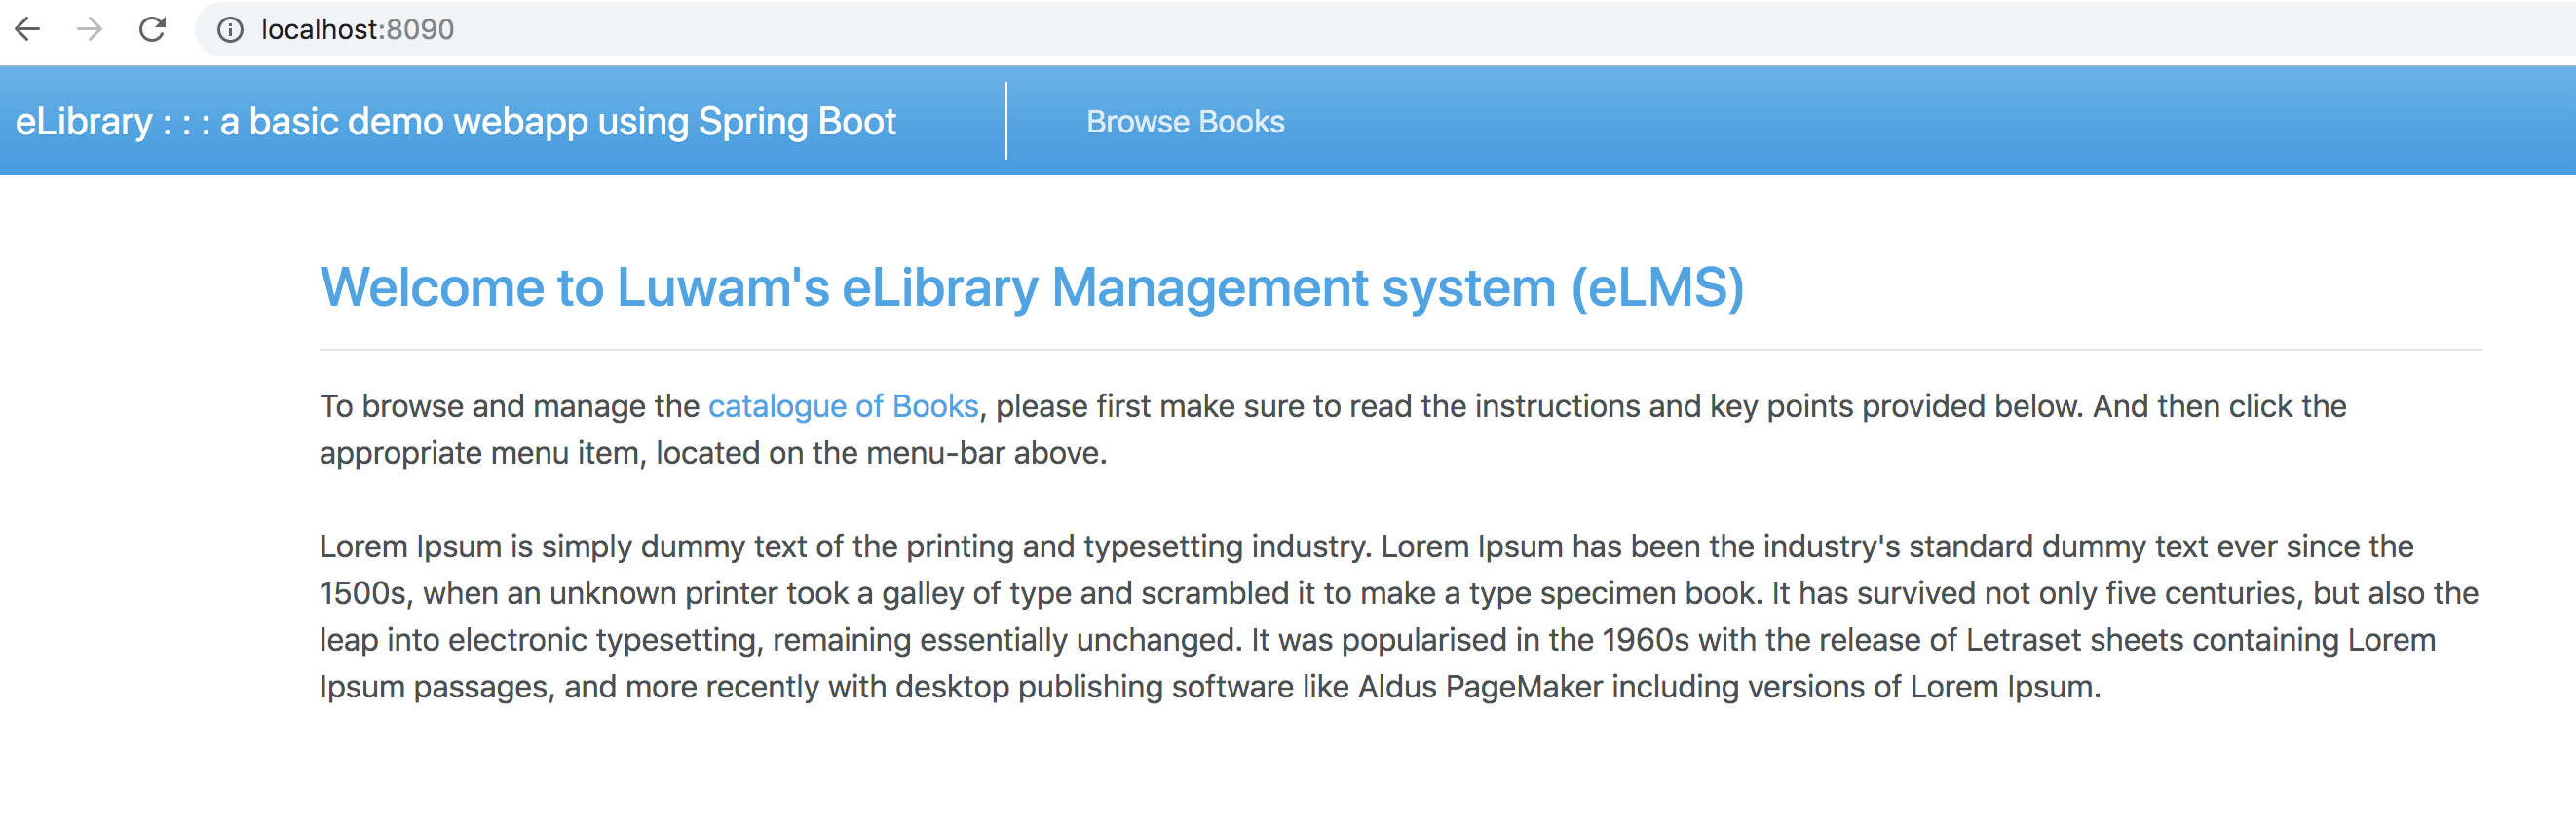 localhost:8090
eLibrary : : : a basic demo webapp using Spring Boot
Browse Books
Welcome to Luwam's eLibrary Management system (eLMS)
To browse and manage the catalogue of Books, please first make sure to read the instructions and key points provided below. And then click the
appropriate menu item, located on the menu-bar above.
Lorem Ipsum is simply dummy text of the printing and typesetting industry. Lorem Ipsum has been the industry's standard dummy text ever since the
1500s, when an unknown printer took a galley of type and scrambled it to make a type specimen book. It has survived not only five centuries, but also the
leap into electronic typesetting, remaining essentially unchanged. It was popularised in the 1960s with the release of Letraset sheets containing Lorem
Ipsum passages, and more recently with desktop publishing software like Aldus PageMaker including versions of Lorem Ipsum.